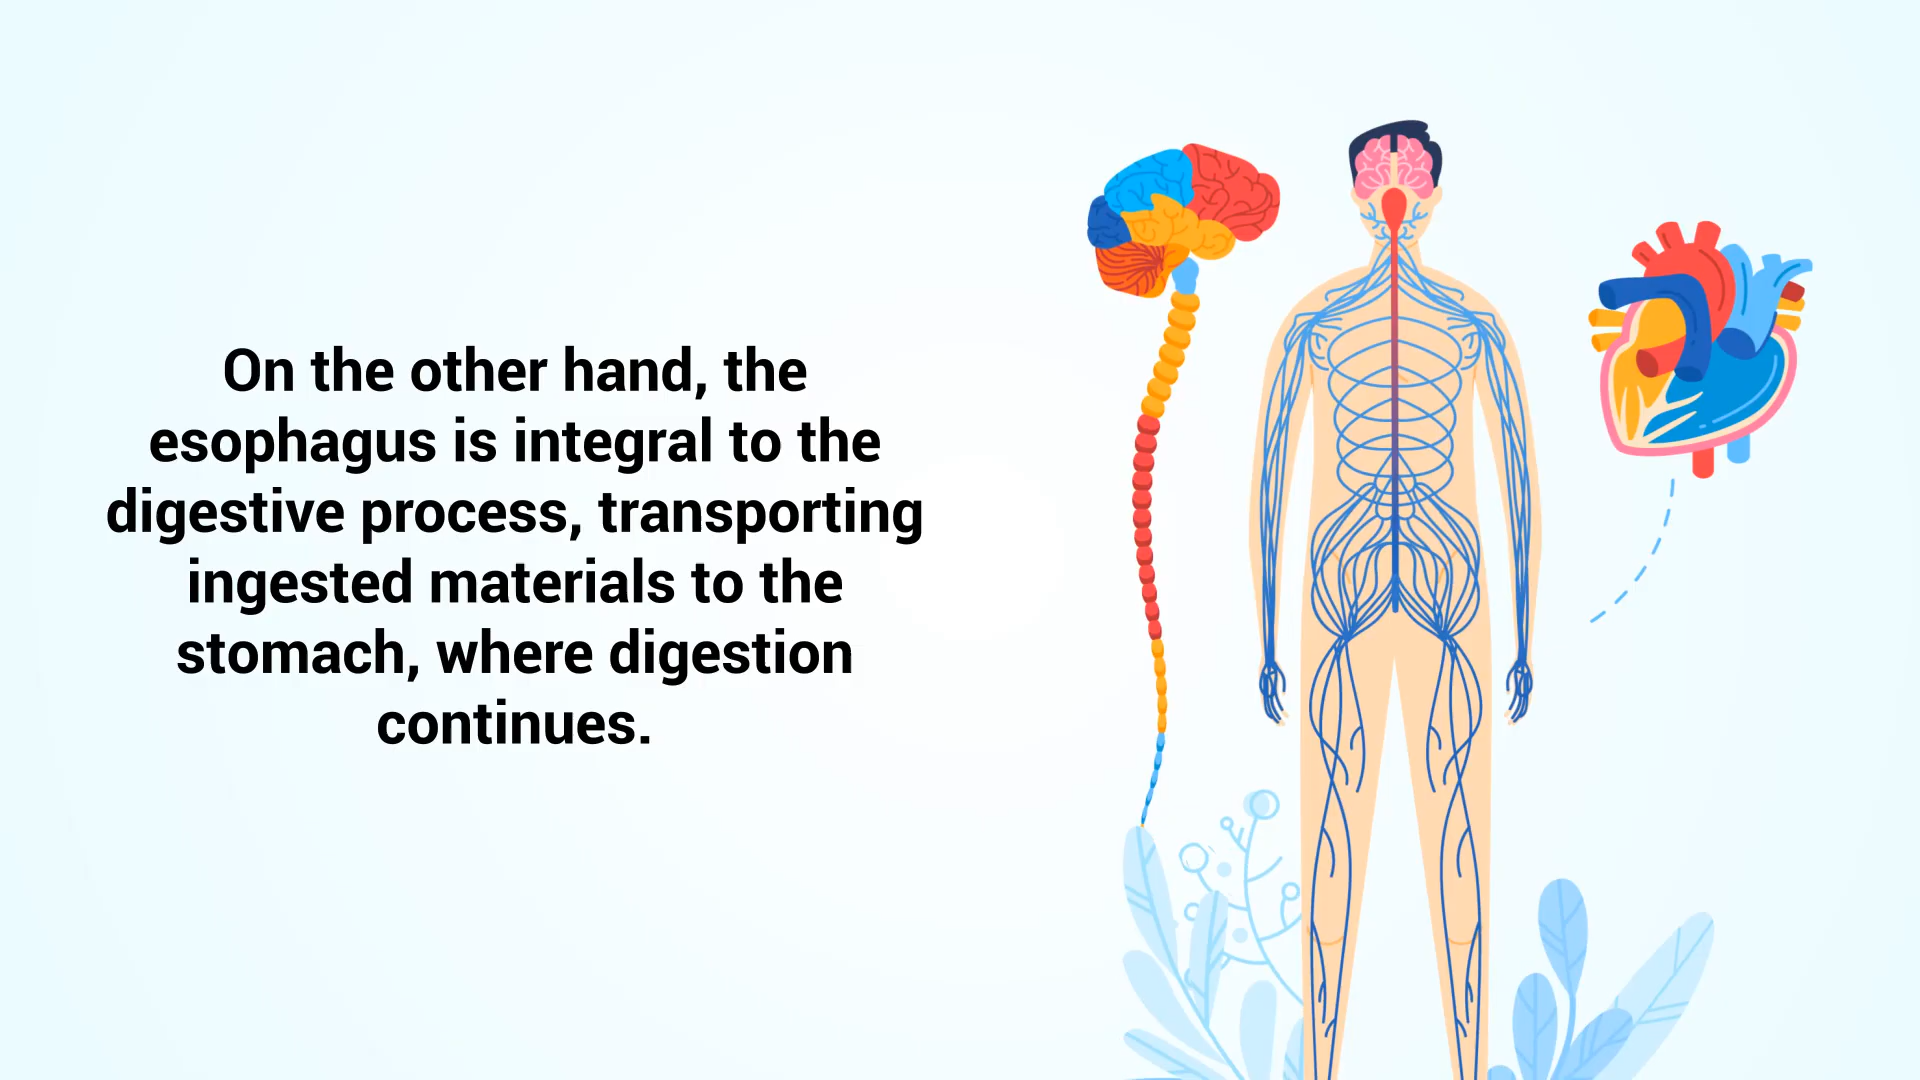 On the other hand, the
esophagus is integral to the
digestive process, transporting
ingested materials to the
stomach, where digestion
continues.